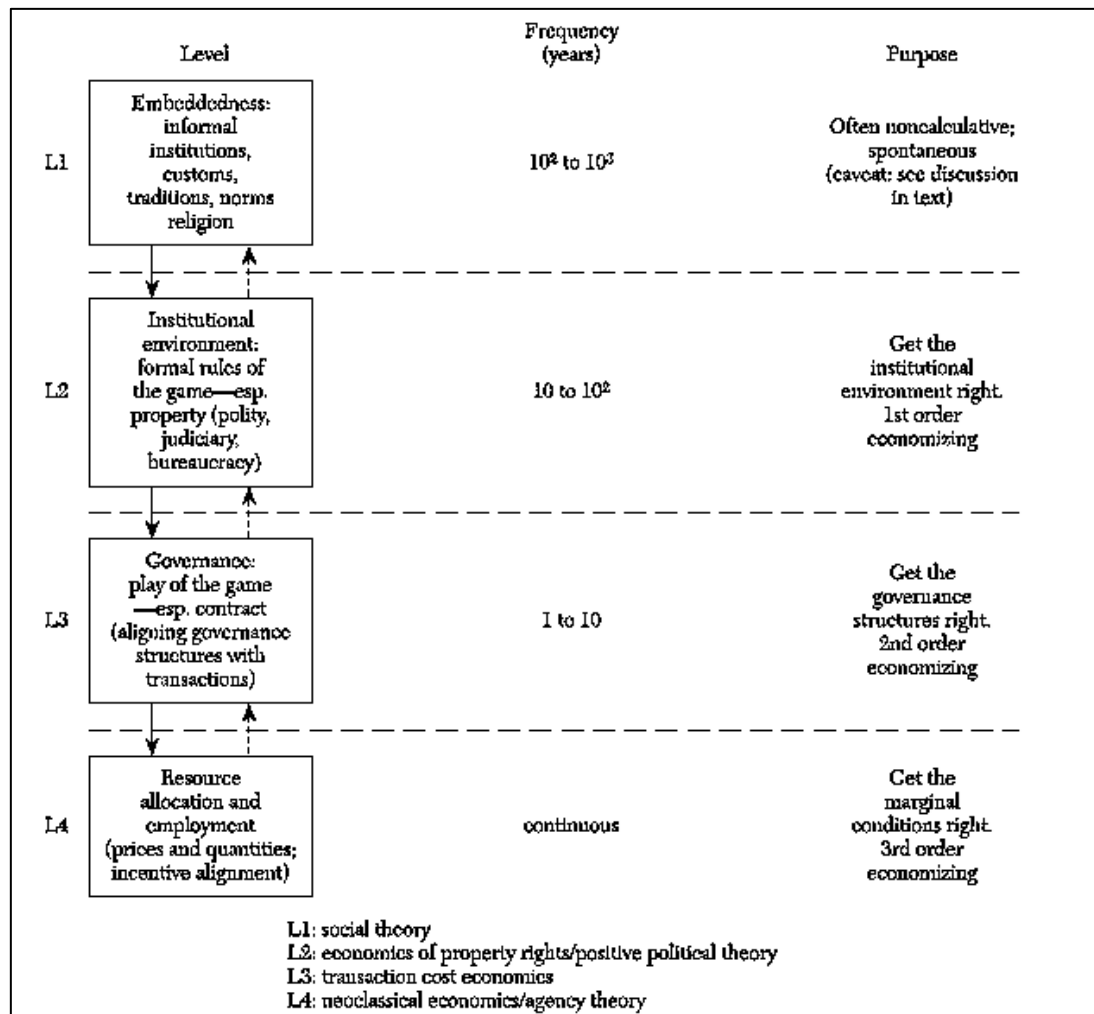 Level
Frequency
(years)
Purpose
L1
Embeddedness:
informal
institutions,
customs,
traditions, norms
religion
10² to 10³
Often noncalculative;
spontaneous
(caveat: see discussion
in text)
L2
Institutional
environment:
formal rules of
the game—esp.
property (polity,
judiciary,
bureaucracy)
10 to 10²
Get the
institutional
environment right.
1st order
economizing
L3
Governance:
play of the game
—esp. contract
(aligning governance
structures with
transactions)
1 to 10
Get the
governance
structures right.
2nd order
economizing
L4
Resource
allocation and
employment
(prices and quantities;
incentive alignment)
continuous
Get the
marginal
conditions right.
3rd order
economizing
L1: social theory
L2: economics of property rights/positive political theory
L3: transaction cost economics
L4: neoclassical economics/agency theory